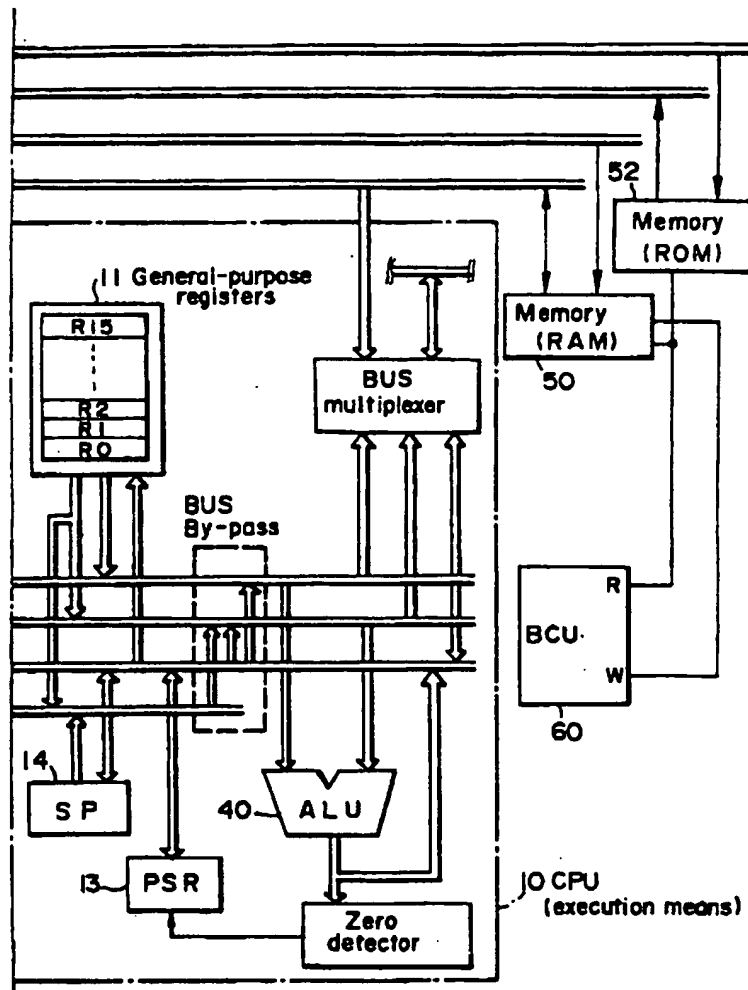 52
Memory
(ROM)
11 General-purpose
registers
R15
R2
R1
R0
Memory
(RAM)
50
BUS
multiplexer
BUS
By-pass
R
BCU
W
60
14
SP
40
ALU
13
PSR
10 CPU
(execution means)
Zero
detector